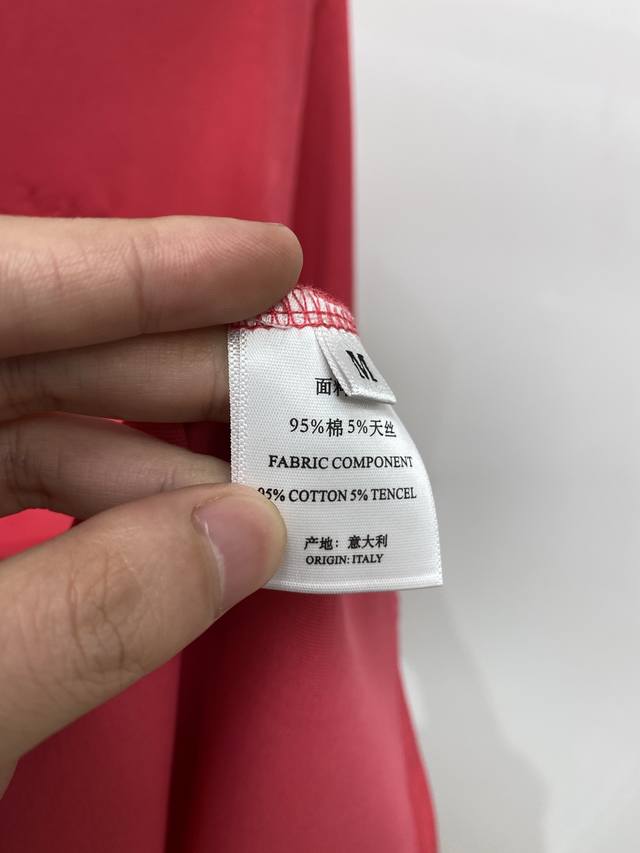 M
面料
95%棉 5%天丝
FABRIC COMPONENT
95% COTTON 5% TENCEL
产地：意大利
ORIGIN: ITALY